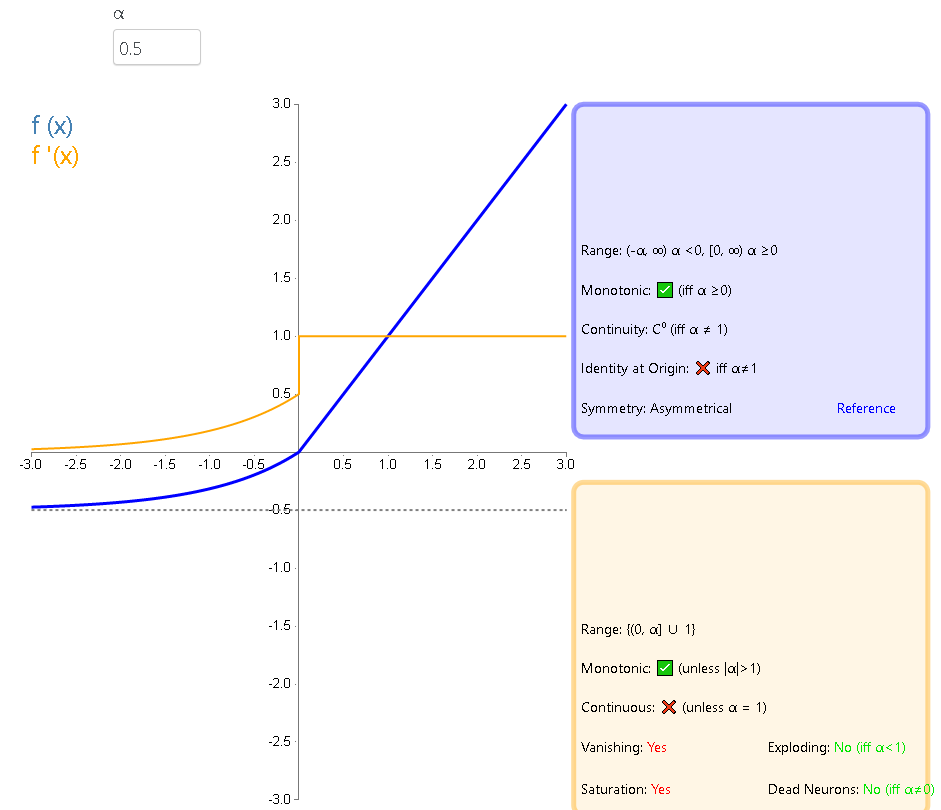 α
0.5
f (x)
f '(x)
3.0
2.5
2.0
1.5
1.0
0.5
-3.0 -2.5 -2.0 -1.5 -1.0 -0.5 0.5 1.0 1.5 2.0 2.5 3.0
-0.5
-1.0
-1.5
-2.0
-2.5
-3.0
Range: (-α, ∞) α <0, [0, ∞) α ≥0
Monotonic: ✅ (iff α ≥0)
Continuity: C⁰ (iff α ≠ 1)
Identity at Origin: ❌ iff α≠1
Symmetry: Asymmetrical Reference
Range: {(0, α] ∪ 1}
Monotonic: ✅ (unless |α|>1)
Continuous: ❌ (unless α = 1)
Vanishing: Yes Exploding: No (iff α<1)
Saturation: Yes Dead Neurons: No (iff α≠0)